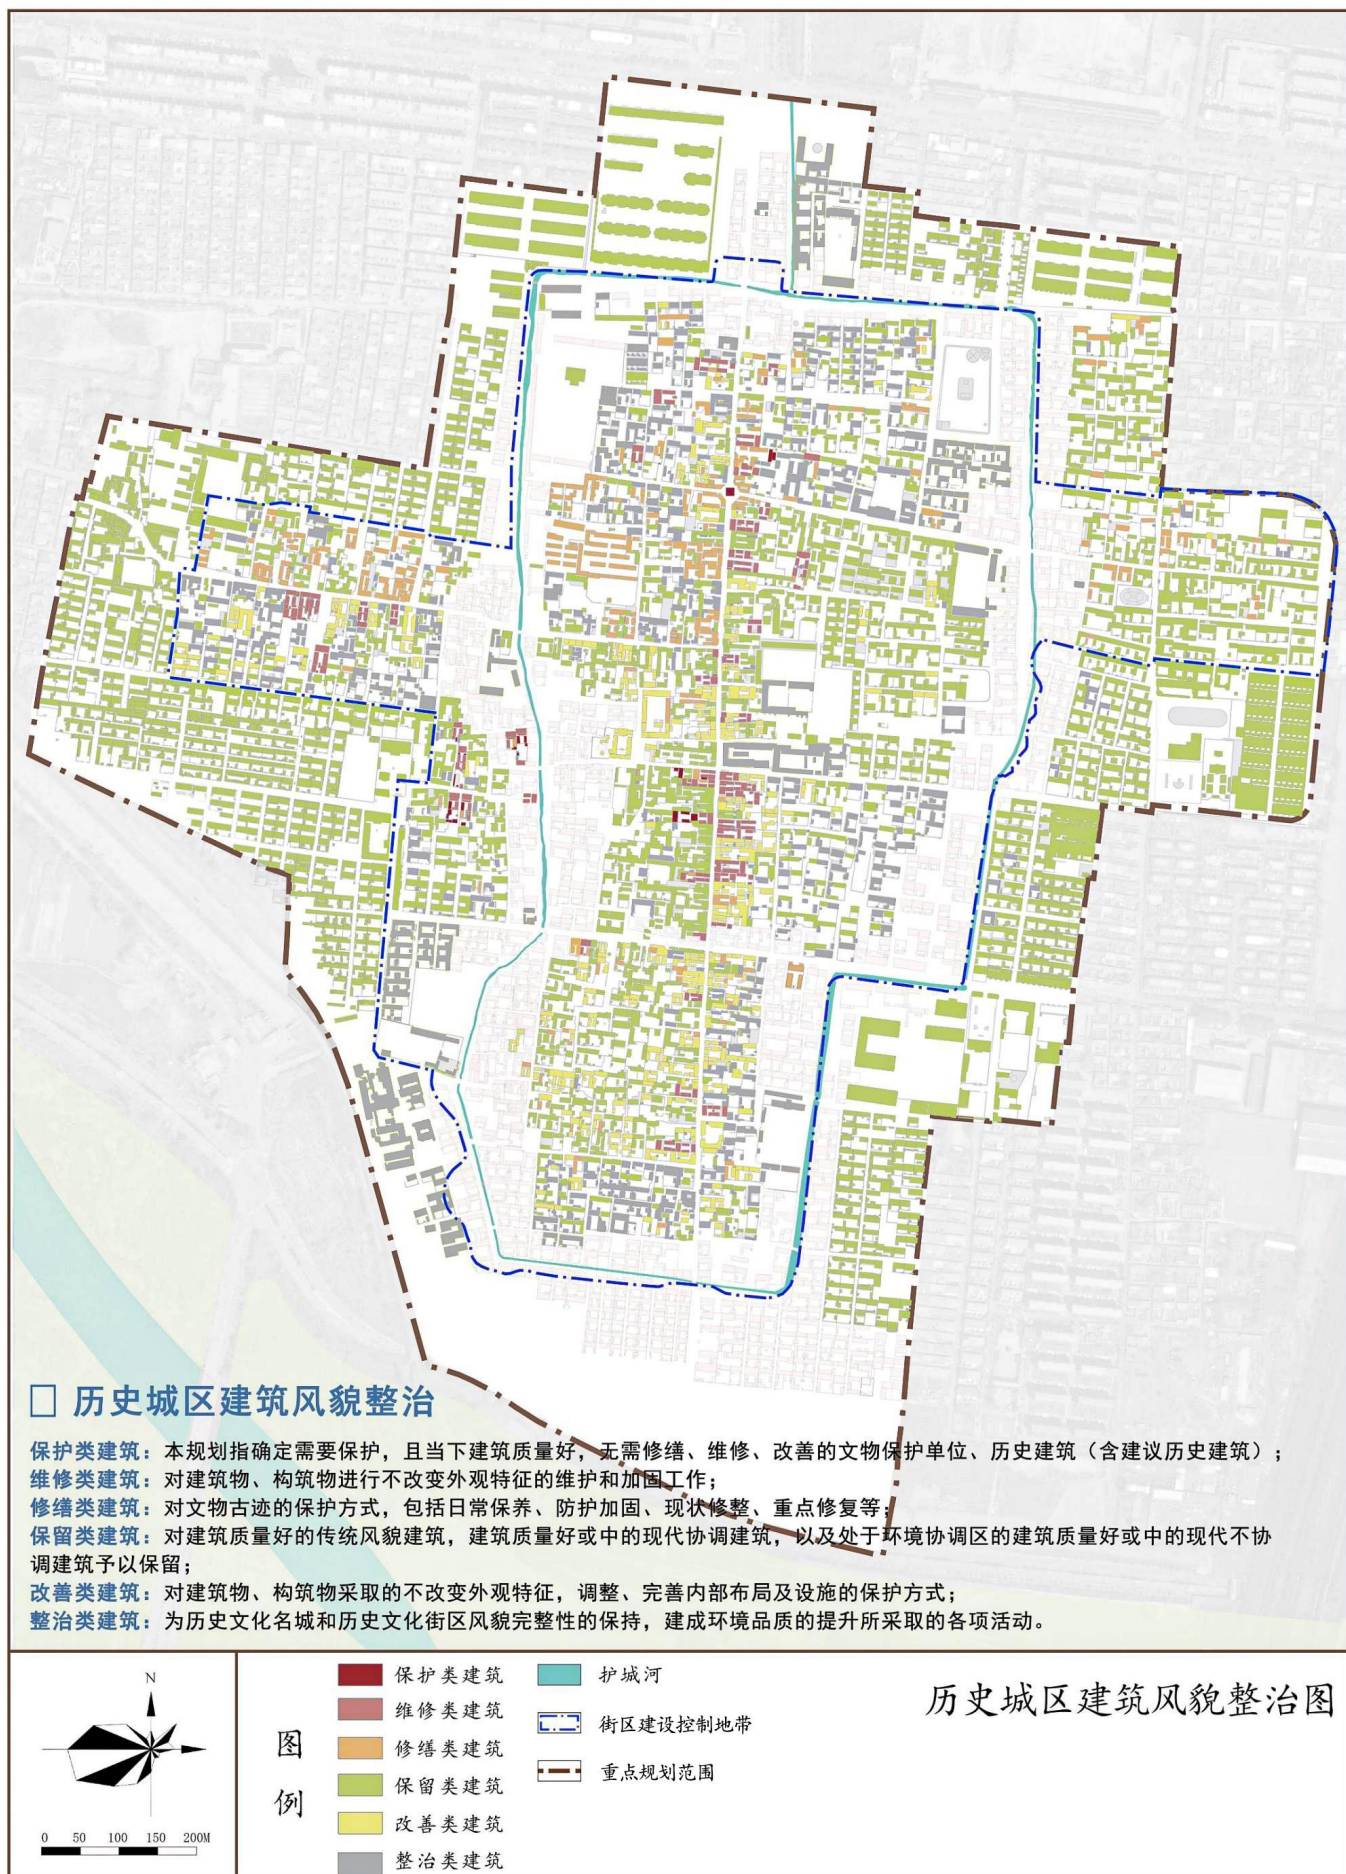 □ 历史城区建筑风貌整治
保护类建筑：本规划指确定需要保护，且当下建筑质量好，无需修缮、维修、改善的文物保护单位、历史建筑（含建议历史建筑）；
维修类建筑：对建筑物、构筑物进行不改变外观特征的维护和加固工作；
修缮类建筑：对文物古迹的保护方式，包括日常保养、防护加固、现状修整、重点修复等；
保留类建筑：对建筑质量好的传统风貌建筑，建筑质量好或中的现代协调建筑，以及处于环境协调区的建筑质量好或中的现代不协
调建筑予以保留；
改善类建筑：对建筑物、构筑物采取的不改变外观特征，调整、完善内部布局及设施的保护方式；
整治类建筑：为历史文化名城和历史文化街区风貌完整性的保持，建成环境品质的提升所采取的各项活动。
N
0 50 100 150 200M
图例
保护类建筑
维修类建筑
修缮类建筑
保留类建筑
改善类建筑
整治类建筑
护城河
街区建设控制地带
重点规划范围
历史城区建筑风貌整治图